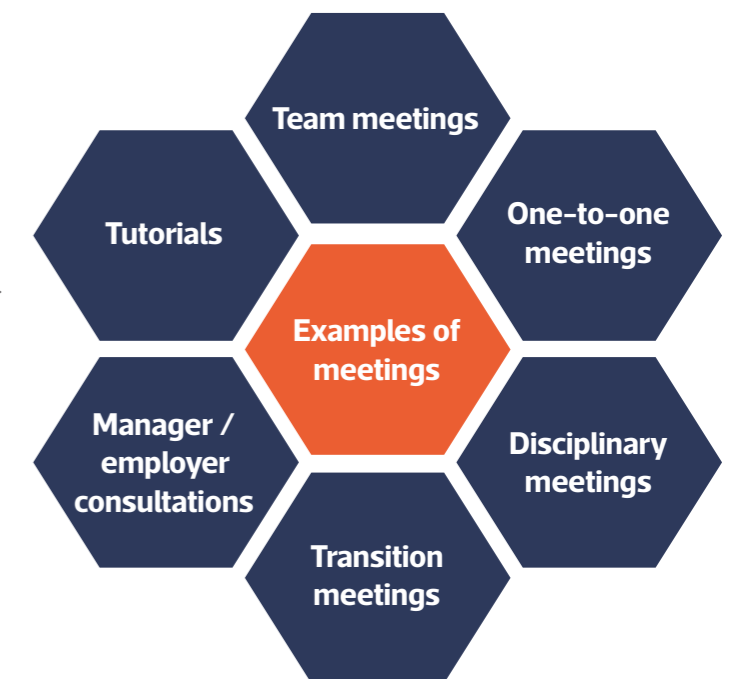 Team meetings
One-to-one
meetings
Tutorials
Examples of
meetings
Manager /
employer
consultations
Disciplinary
meetings
Transition
meetings